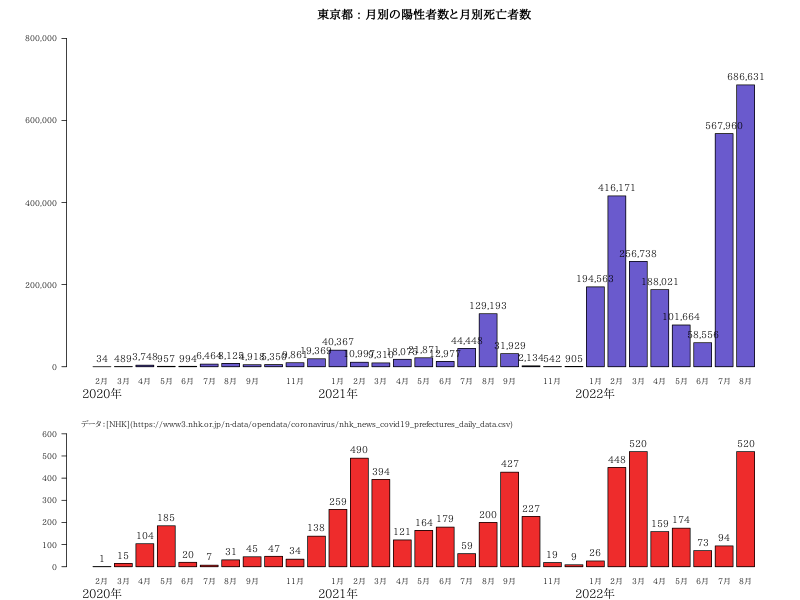 東京都：月別の陽性者数と月別死亡者数
800,000
600,000
400,000
200,000
0
34 489 3,748 957 994 6,464 8,125 4,915 5,350 9,861 19,369 40,367 10,997 9,310 18,075 21,871 12,977 44,448 129,193 31,929 2,134 542 905 194,563 416,171 256,738 188,021 101,664 58,556 567,960 686,631
2月 3月 4月 5月 6月 7月 8月 9月 11月 1月 2月 3月 4月 5月 6月 7月 8月 9月 11月 1月 2月 3月 4月 5月 6月 7月 8月
2020年 2021年 2022年
データ：[NHK](https://www3.nhk.or.jp/n-data/opendata/coronavirus/nhk_news_covid19_prefectures_daily_data.csv)
600
500
400
300
200
100
0
1 15 104 185 20 7 31 45 47 34 138 259 490 394 121 164 179 59 200 427 227 19 9 26 448 520 159 174 73 94 520
2月 3月 4月 5月 6月 7月 8月 9月 11月 1月 2月 3月 4月 5月 6月 7月 8月 9月 11月 1月 2月 3月 4月 5月 6月 7月 8月
2020年 2021年 2022年